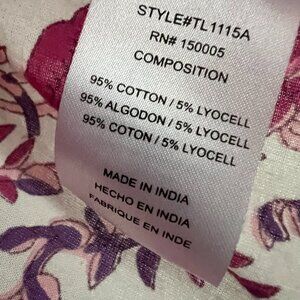 STYLE#TL1115A
RN# 150005
COMPOSITION
95% COTTON / 5% LYOCELL
95% ALGODON / 5% LYOCELL
95% COTON / 5% LYOCELL
MADE IN INDIA
HECHO EN INDIA
FABRIQUE EN INDE